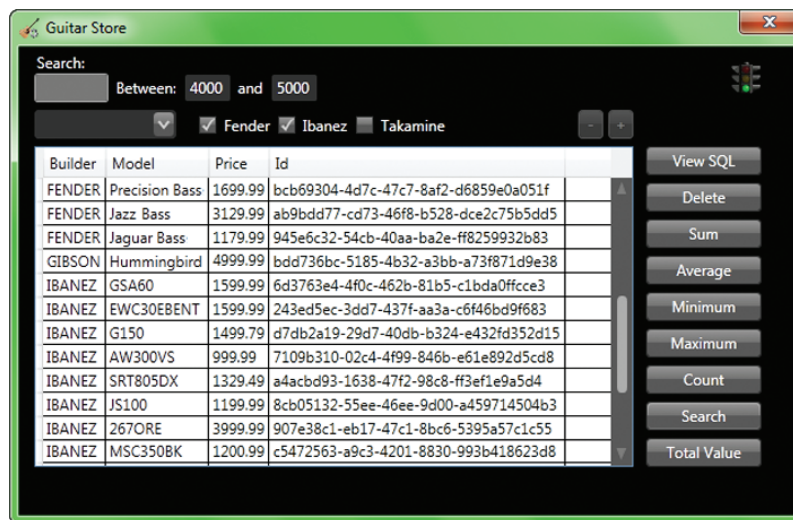 Guitar Store
x
Search:
Between: 4000 and 5000
Fender Ibanez Takamine - +
Builder Model Price Id
FENDER Precision Bass 1699.99 bcb69304-4d7c-47c7-8af2-d6859e0a051f
FENDER Jazz Bass 3129.99 ab9bdd77-cd73-46f8-b528-dce2c75b5dd5
FENDER Jaguar Bass 1179.99 945e6c32-54cb-40aa-ba2e-ff8259932b83
GIBSON Hummingbird 4999.99 bdd736bc-5185-4b32-a3bb-a73f871d9e38
IBANEZ GSA60 1599.99 6d3763e4-4f0c-462b-81b5-c1bda0ffcce3
IBANEZ EWC30EBENT 1599.99 243ed5ec-3dd7-437f-aa3a-c6f46bd9f683
IBANEZ G150 1499.79 d7db2a19-29d7-40db-b324-e432fd352d15
IBANEZ AW300VS 999.99 7109b310-02c4-4f99-846b-e61e892d5cd8
IBANEZ SRT805DX 1329.49 a4acbd93-1638-47f2-98c8-ff3ef1e9a5d4
IBANEZ JS100 1199.99 8cb05132-55ee-46ee-9d00-a459714504b3
IBANEZ 267ORE 3999.99 907e38c1-eb17-47c1-8bc6-5395a57c1c55
IBANEZ MSC350BK 1200.99 c5472563-a9c3-4201-8830-993b418623d8
View SQL
Delete
Sum
Average
Minimum
Maximum
Count
Search
Total Value